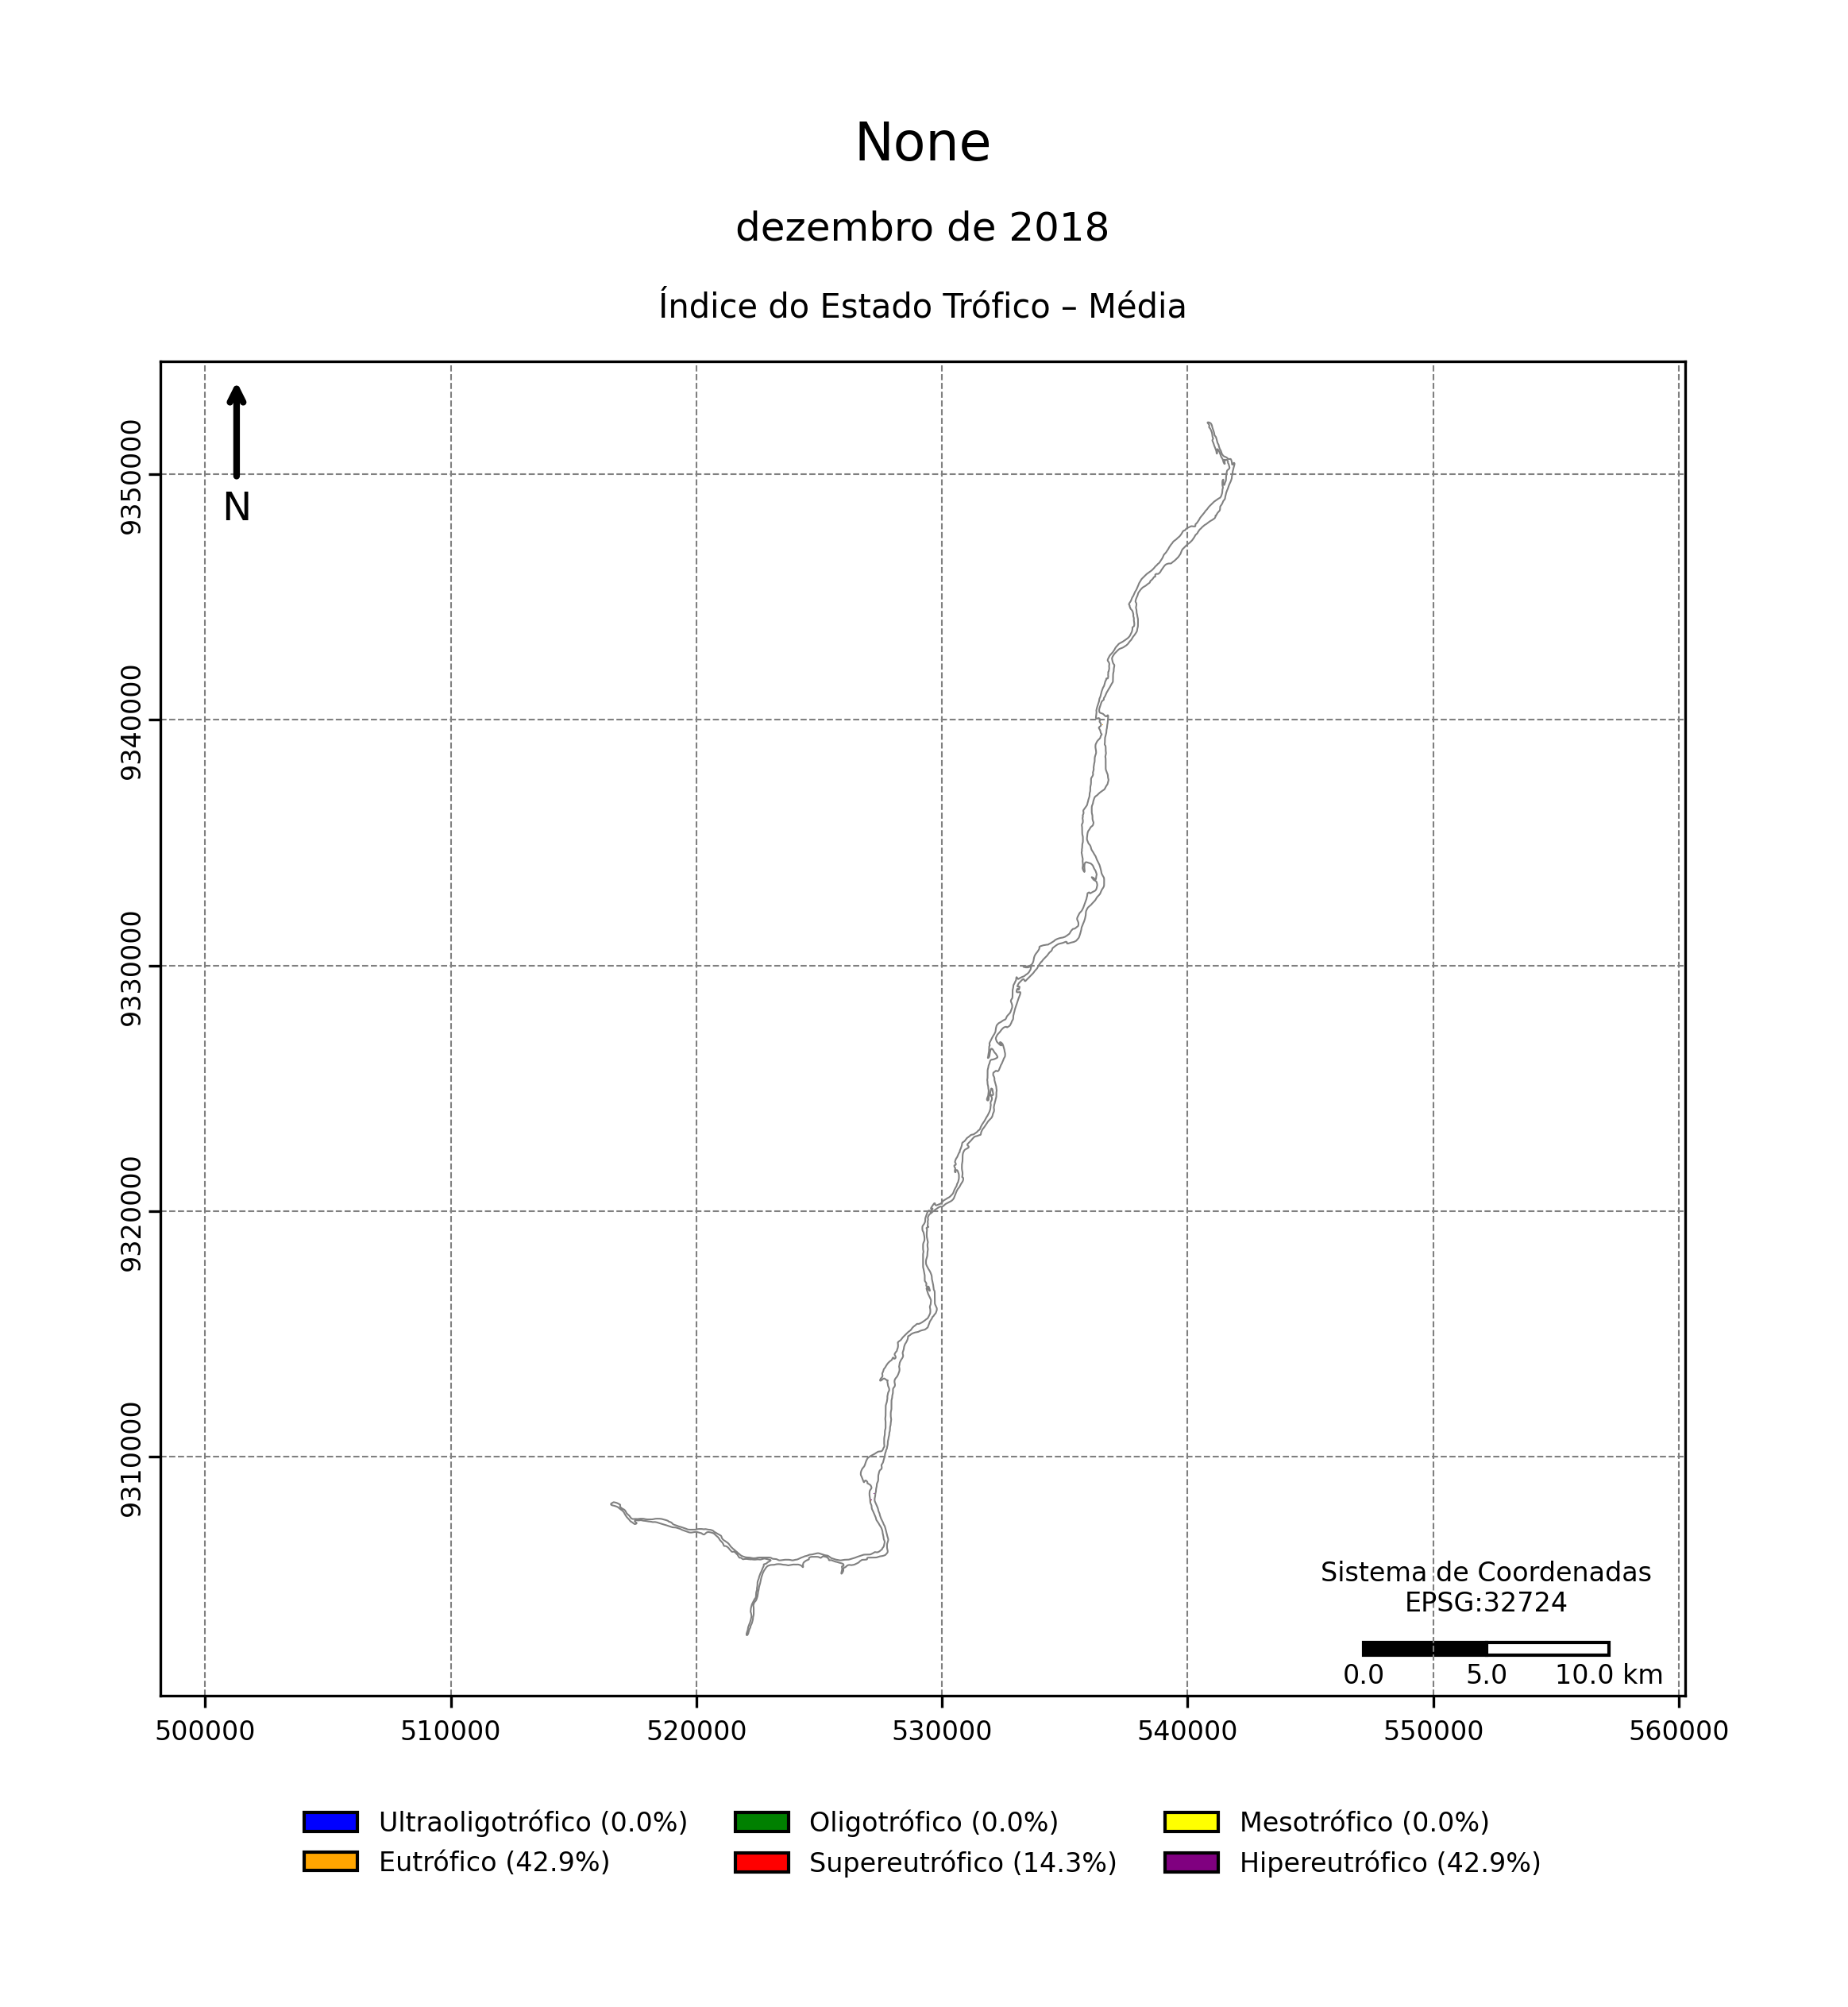 None
dezembro de 2018
Índice do Estado Trófico – Média
N
9350000
9340000
9330000
9320000
9310000
Sistema de Coordenadas
EPSG:32724
0.0 5.0 10.0 km
500000 510000 520000 530000 540000 550000 560000
Ultraoligotrófico (0.0%) Oligotrófico (0.0%) Mesotrófico (0.0%)
Eutrófico (42.9%) Supereutrófico (14.3%) Hipereutrófico (42.9%)